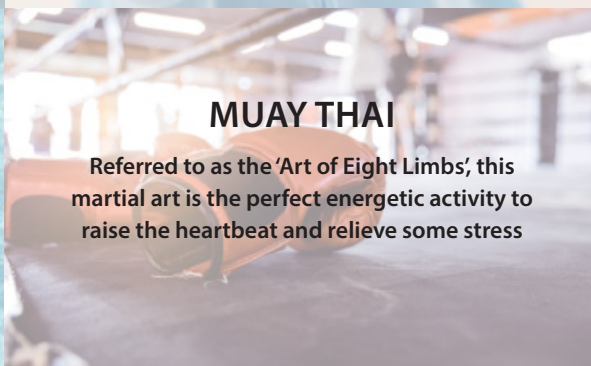 MUAY THAI
Referred to as the ‘Art of Eight Limbs’, this
martial art is the perfect energetic activity to
raise the heartbeat and relieve some stress